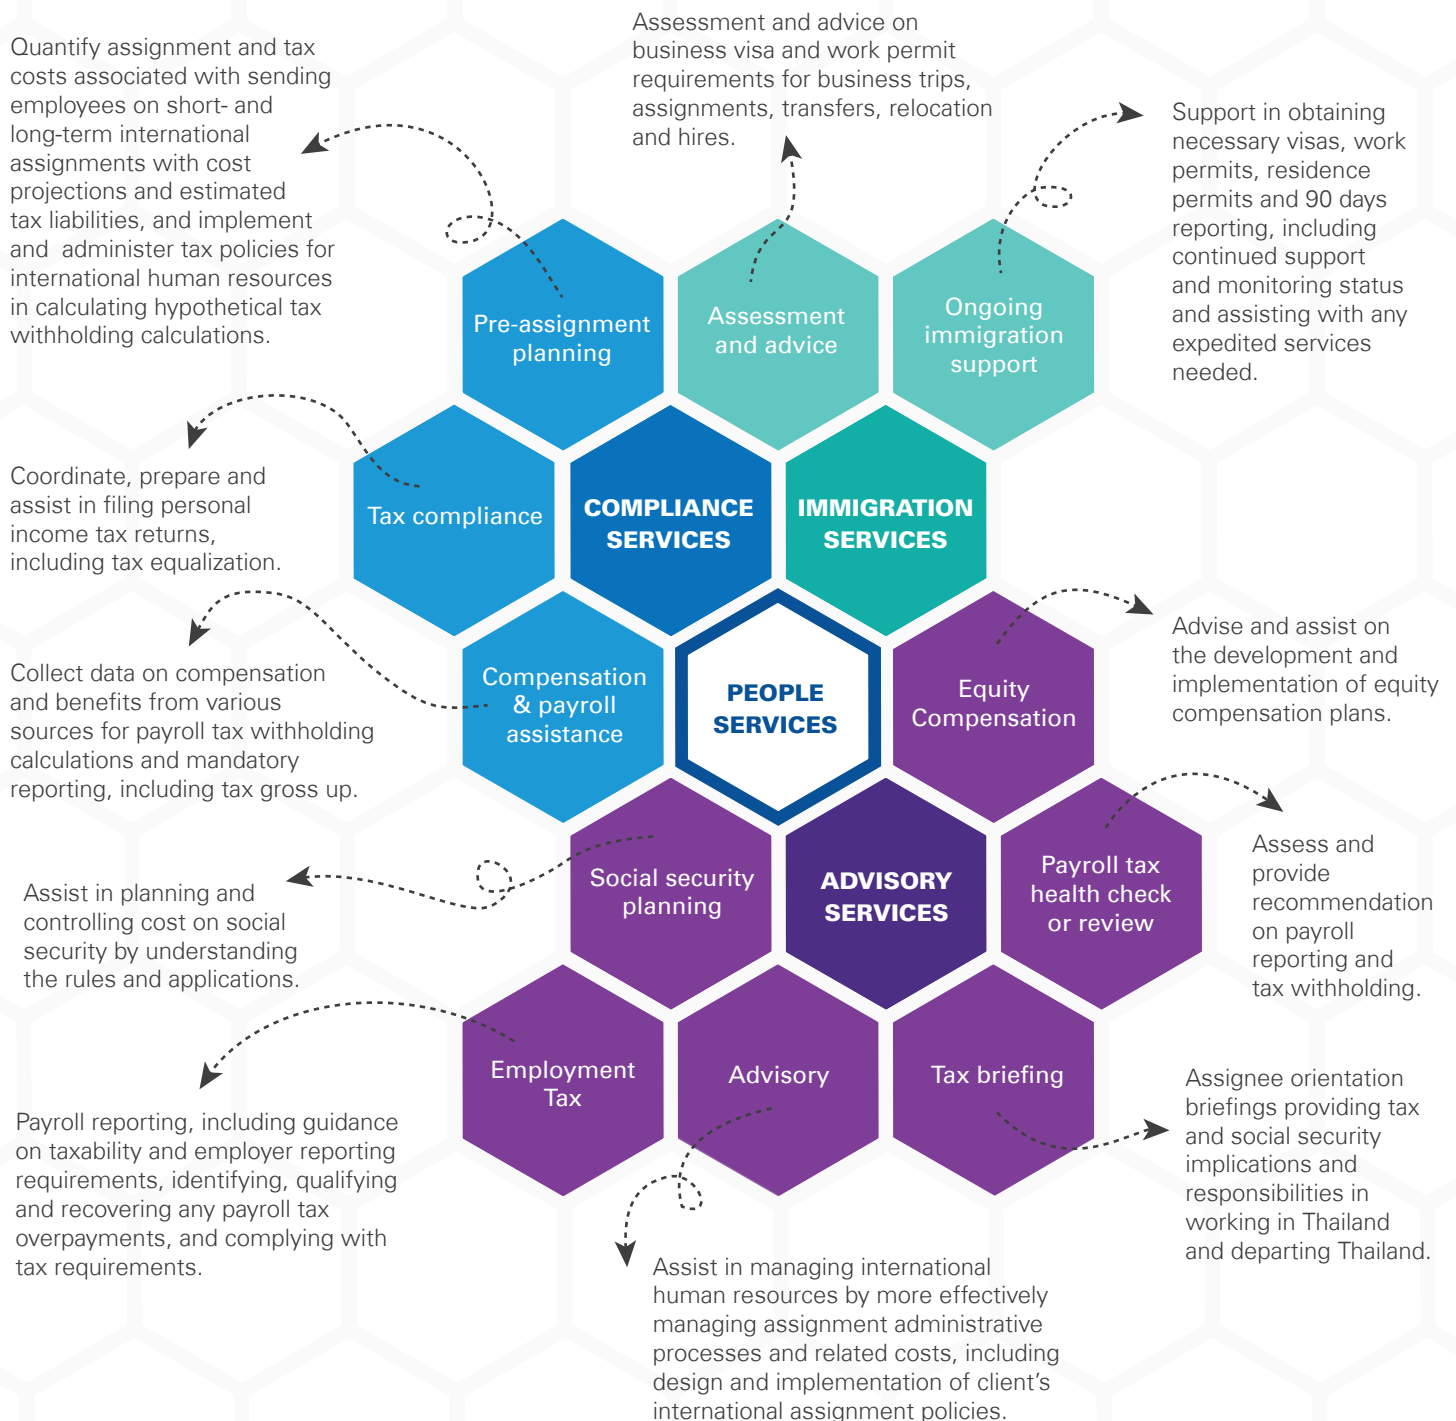 Quantify assignment and tax
costs associated with sending
employees on short- and
long-term international
assignments with cost
projections and estimated
tax liabilities, and implement
and administer tax policies for
international human resources
in calculating hypothetical tax
withholding calculations.
Assessment and advice on
business visa and work permit
requirements for business trips,
assignments, transfers, relocation
and hires.
Support in obtaining
necessary visas, work
permits, residence
permits and 90 days
reporting, including
continued support
and monitoring status
and assisting with any
expedited services
needed.
Pre-assignment
planning
Assessment
and advice
Ongoing
immigration
support
Coordinate, prepare and
assist in filing personal
income tax returns,
including tax equalization.
Tax compliance
COMPLIANCE
SERVICES
IMMIGRATION
SERVICES
Collect data on compensation
and benefits from various
sources for payroll tax withholding
calculations and mandatory
reporting, including tax gross up.
Compensation
& payroll
assistance
PEOPLE
SERVICES
Equity
Compensation
Advise and assist on
the development and
implementation of equity
compensation plans.
Assist in planning and
controlling cost on social
security by understanding
the rules and applications.
Social security
planning
ADVISORY
SERVICES
Payroll tax
health check
or review
Assess and
provide
recommendation
on payroll
reporting and
tax withholding.
Employment
Tax
Advisory
Tax briefing
Payroll reporting, including guidance
on taxability and employer reporting
requirements, identifying, qualifying
and recovering any payroll tax
overpayments, and complying with
tax requirements.
Assignee orientation
briefings providing tax
and social security
implications and
responsibilities in
working in Thailand
and departing Thailand.
Assist in managing international
human resources by more effectively
managing assignment administrative
processes and related costs, including
design and implementation of client’s
international assignment policies.